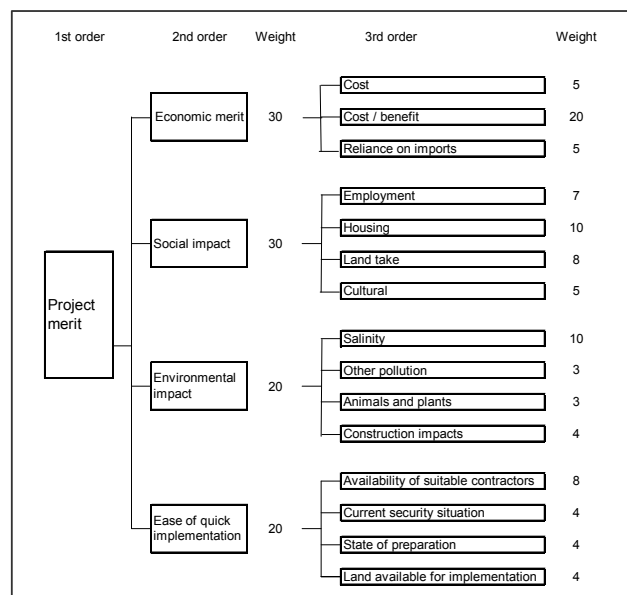 1st order 2nd order Weight 3rd order Weight
Cost 5
Economic merit 30 Cost / benefit 20
Reliance on imports 5
Employment 7
Social impact 30 Housing 10
Land take 8
Cultural 5
Project
merit
Salinity 10
Environmental
impact 20
Other pollution 3
Animals and plants 3
Construction impacts 4
Ease of quick
implementation 20
Availability of suitable contractors 8
Current security situation 4
State of preparation 4
Land available for implementation 4